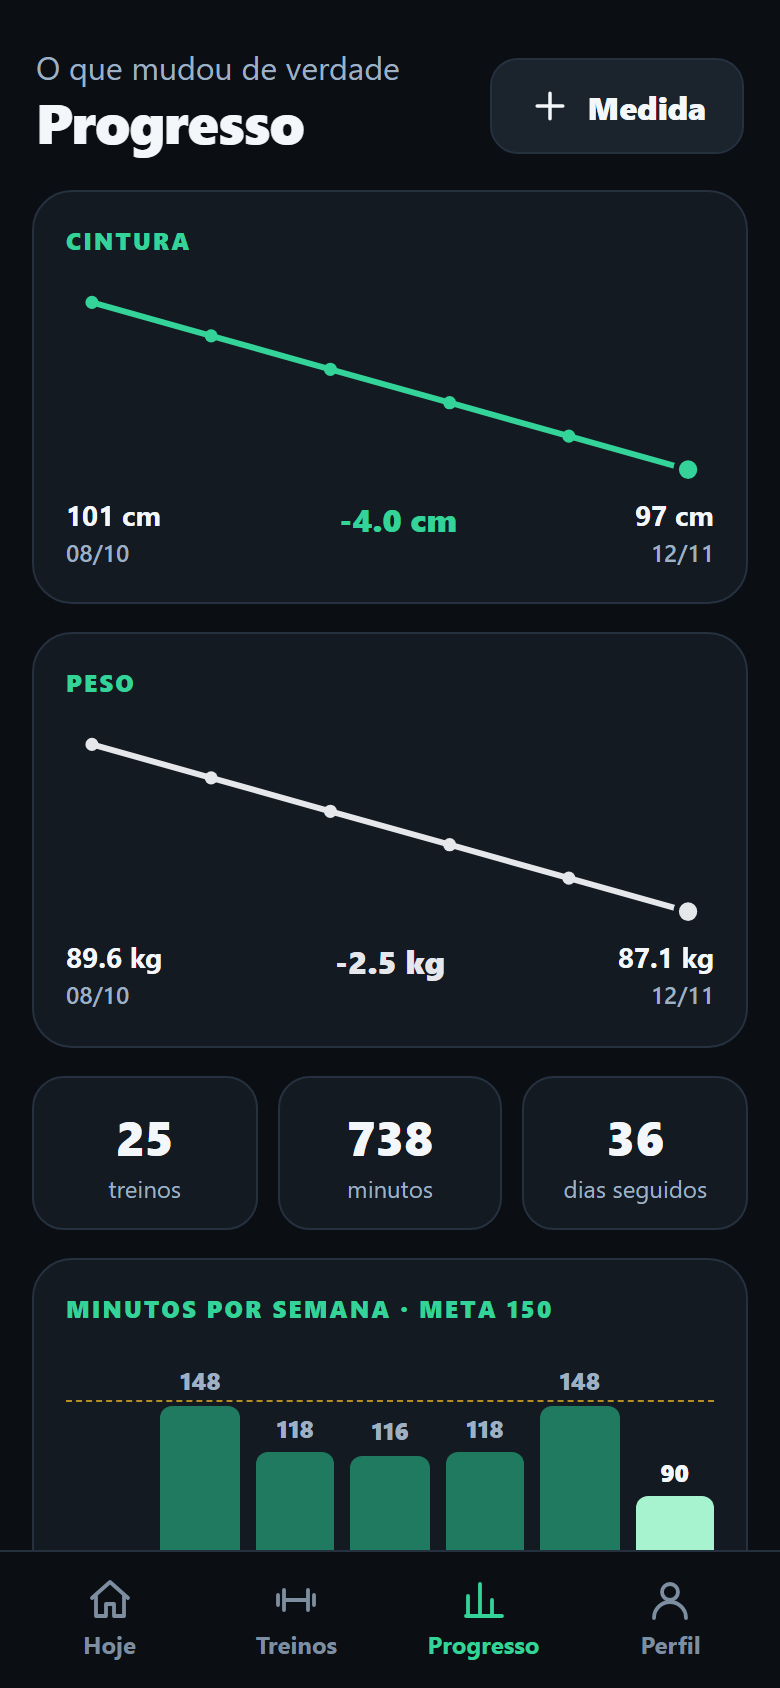 O que mudou de verdade
Progresso
Medida
CINTURA
101 cm
-4.0 cm
97 cm
08/10
12/11
PESO
89.6 kg
-2.5 kg
87.1 kg
08/10
12/11
25
treinos
738
minutos
36
dias seguidos
MINUTOS POR SEMANA · META 150
148
118
116
118
148
90
Hoje
Treinos
Progresso
Perfil